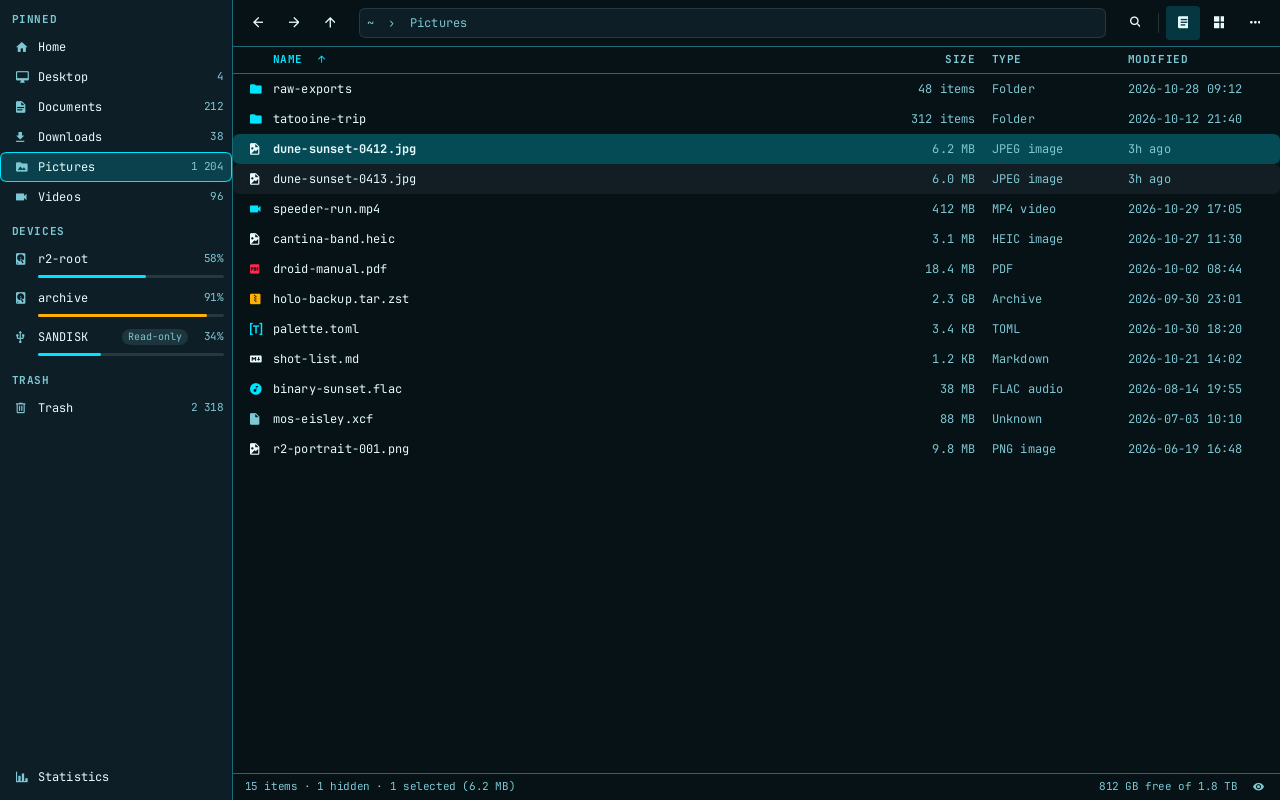 PINNED
Home
Desktop 4
Documents 212
Downloads 38
Pictures 1 204
Videos 96
DEVICES
r2-root 58%
archive 91%
SANDISK Read-only 34%
TRASH
Trash 2 318
Statistics
~ › Pictures
NAME ↑ SIZE TYPE MODIFIED
raw-exports 48 items Folder 2026-10-28 09:12
tatooine-trip 312 items Folder 2026-10-12 21:40
dune-sunset-0412.jpg 6.2 MB JPEG image 3h ago
dune-sunset-0413.jpg 6.0 MB JPEG image 3h ago
speeder-run.mp4 412 MB MP4 video 2026-10-29 17:05
cantina-band.heic 3.1 MB HEIC image 2026-10-27 11:30
droid-manual.pdf 18.4 MB PDF 2026-10-02 08:44
holo-backup.tar.zst 2.3 GB Archive 2026-09-30 23:01
palette.toml 3.4 KB TOML 2026-10-30 18:20
shot-list.md 1.2 KB Markdown 2026-10-21 14:02
binary-sunset.flac 38 MB FLAC audio 2026-08-14 19:55
mos-eisley.xcf 88 MB Unknown 2026-07-03 10:10
r2-portrait-001.png 9.8 MB PNG image 2026-06-19 16:48
15 items · 1 hidden · 1 selected (6.2 MB) 812 GB free of 1.8 TB